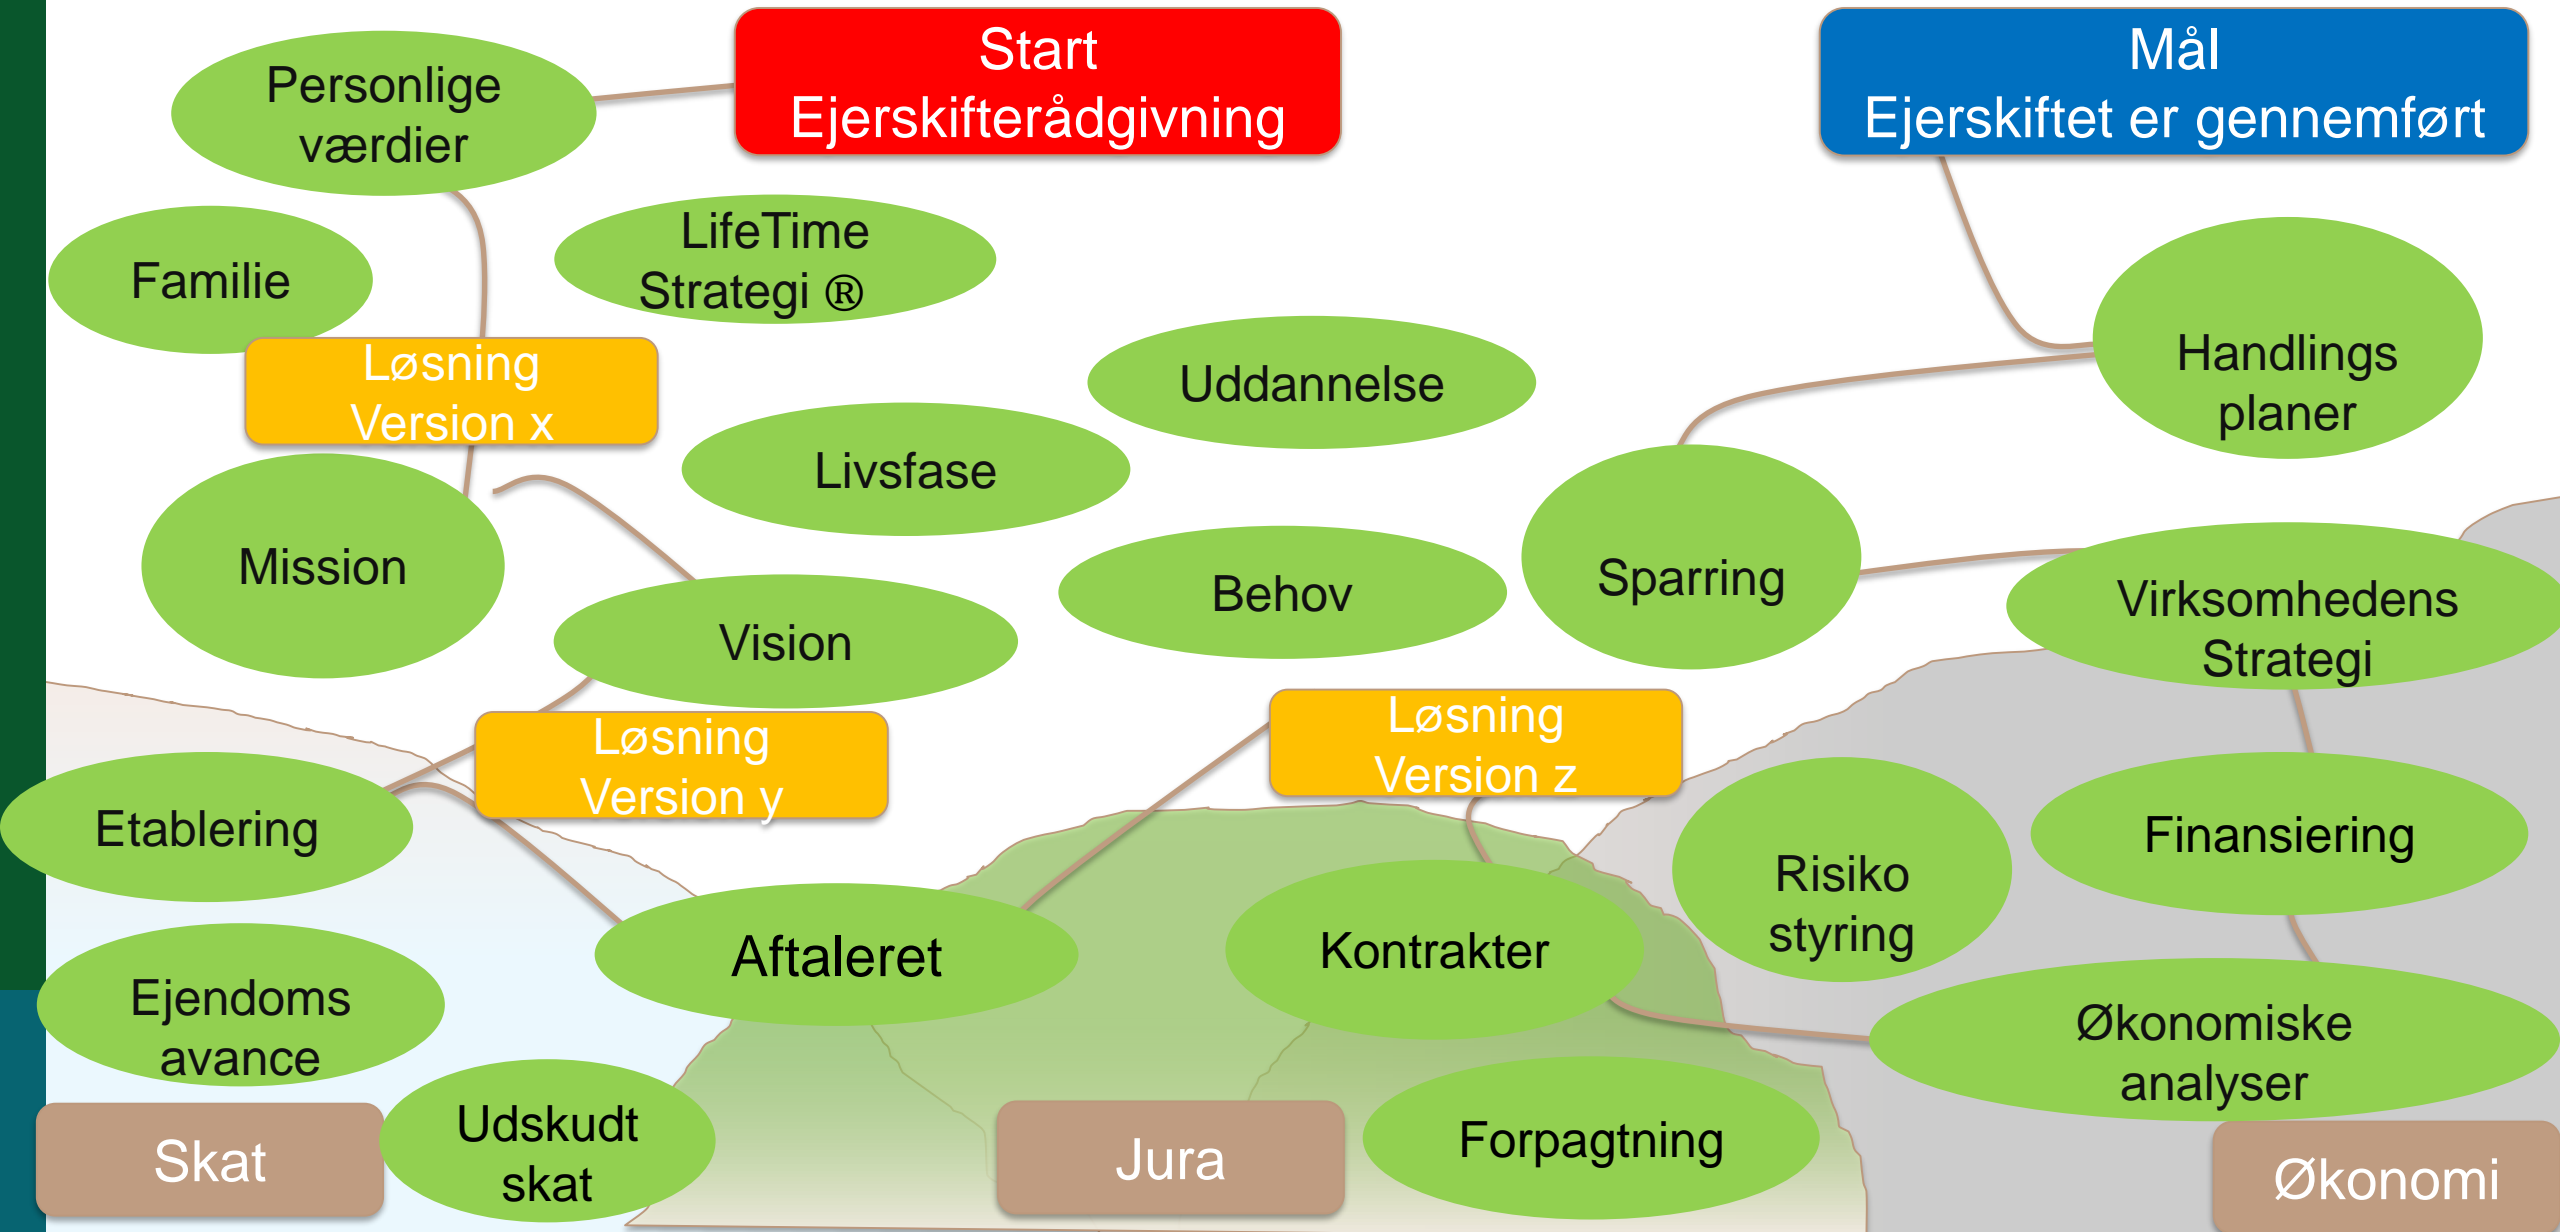 Start
Ejerskifterådgivning
Mål
Ejerskiftet er gennemført
Personlige
værdier
LifeTime
Strategi ®
Familie
Løsning
Version x
Uddannelse
Handlings
planer
Livsfase
Mission
Sparring
Behov
Vision
Virksomhedens
Strategi
Løsning
Version y
Løsning
Version z
Etablering
Finansiering
Risiko
styring
Aftaleret
Kontrakter
Ejendoms
avance
Økonomiske
analyser
Udskudt
skat
Forpagtning
Skat
Jura
Økonomi